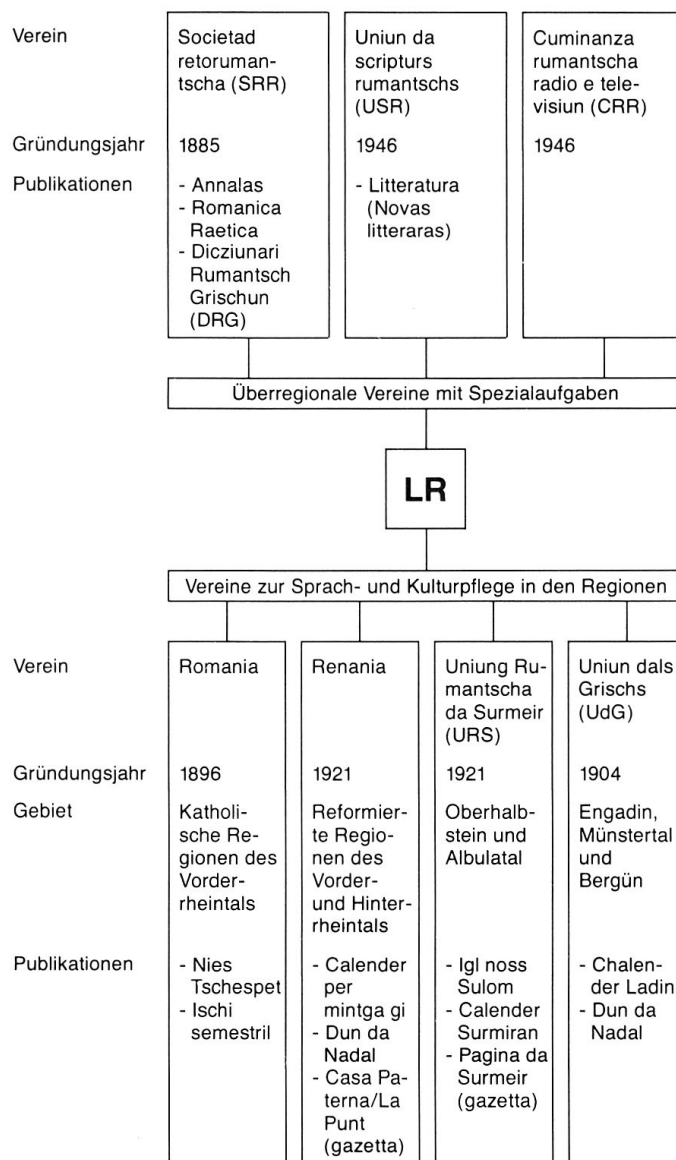 Verein
Societad
retoruman-
tscha (SRR)
Uniun da
scripturs
rumantschs
(USR)
Cuminanza
rumantscha
radio e tele-
visiun (CRR)
Gründungsjahr
1885
1946
1946
Publikationen
- Annalas
- Romanica
Raetica
- Dicziunari
Rumantsch
Grischun
(DRG)
- Litteratura
(Novas
litteraras)
Überregionale Vereine mit Spezialaufgaben
LR
Vereine zur Sprach- und Kulturpflege in den Regionen
Verein
Romania
Renania
Uniung Ru-
mantscha
da Surmeir
(URS)
Uniun dals
Grischs
(UdG)
Gründungsjahr
1896
1921
1921
1904
Gebiet
Katholi-
sche Re-
gionen des
Vorder-
rheintals
Reformier-
te Regio-
nen des
Vorder-
und Hinter-
rheintals
Oberhalb-
stein und
Albulatal
Engadin,
Münstertal
und
Bergün
Publikationen
- Nies
Tschespet
- Ischi
semestril
- Calender
per
mintga gi
- Dun da
Nadal
- Casa Pa-
terna/La
Punt
(gazetta)
- Igl noss
Sulom
- Calender
Surmiran
- Pagina da
Surmeir
(gazetta)
- Chalen-
der Ladin
- Dun da
Nadal